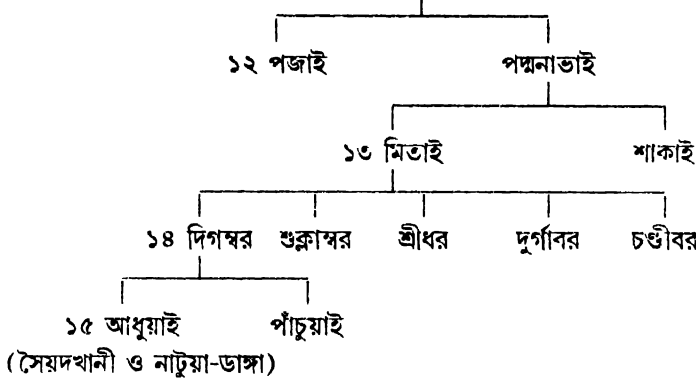 ১২ পজাই পদ্মনাভাই
১৩ মিতাই শাকাই
১৪ দিগম্বর শুক্লাম্বর শ্রীধর দুর্গাবর চণ্ডীবর
১৫ আধুয়াই পাঁচুয়াই
(সৈয়দখানী ও নাটুয়া-ডাঙ্গা)